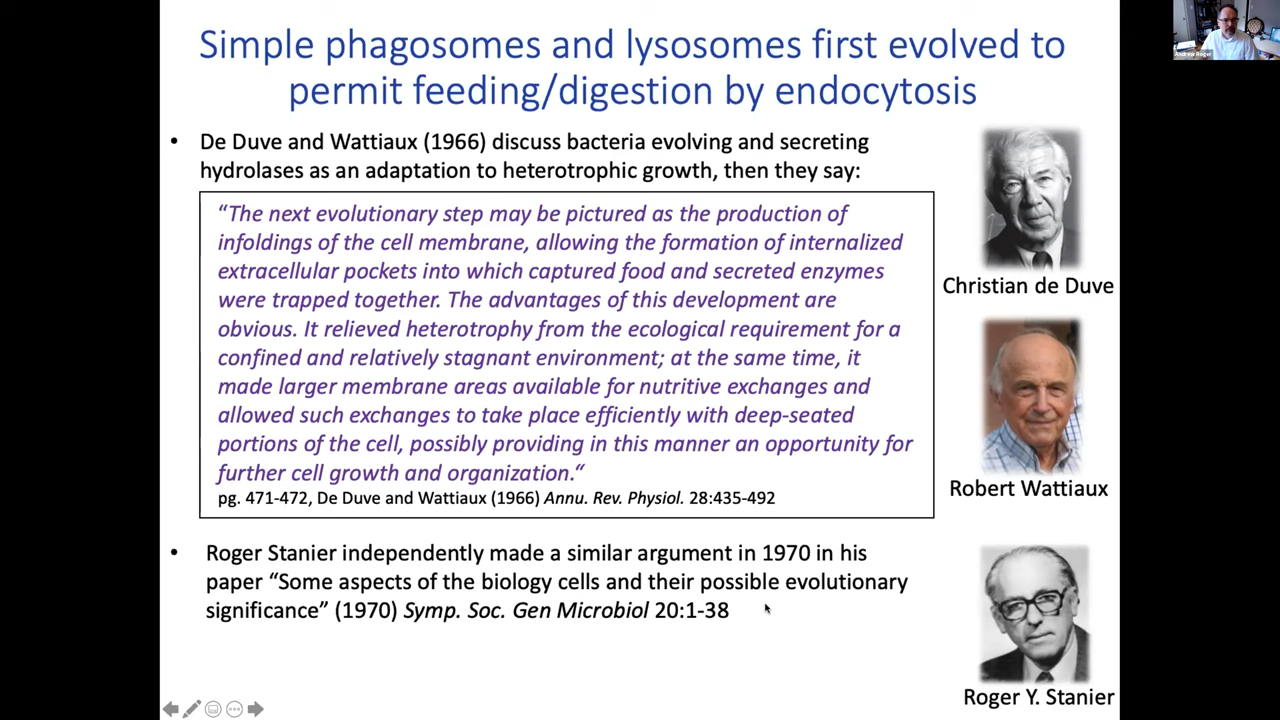 Simple phagosomes and lysosomes first evolved to
permit feeding/digestion by endocytosis
• De Duve and Wattiaux (1966) discuss bacteria evolving and secreting
hydrolases as an adaptation to heterotrophic growth, then they say:
“The next evolutionary step may be pictured as the production of
infoldings of the cell membrane, allowing the formation of internalized
extracellular pockets into which captured food and secreted enzymes
were trapped together. The advantages of this development are
obvious. It relieved heterotrophy from the ecological requirement for a
confined and relatively stagnant environment; at the same time, it
made larger membrane areas available for nutritive exchanges and
allowed such exchanges to take place efficiently with deep-seated
portions of the cell, possibly providing in this manner an opportunity for
further cell growth and organization.“
pg. 471-472, De Duve and Wattiaux (1966) Annu. Rev. Physiol. 28:435-492
• Roger Stanier independently made a similar argument in 1970 in his
paper “Some aspects of the biology cells and their possible evolutionary
significance” (1970) Symp. Soc. Gen Microbiol 20:1-38
Christian de Duve
Robert Wattiaux
Roger Y. Stanier
Andrew Roger